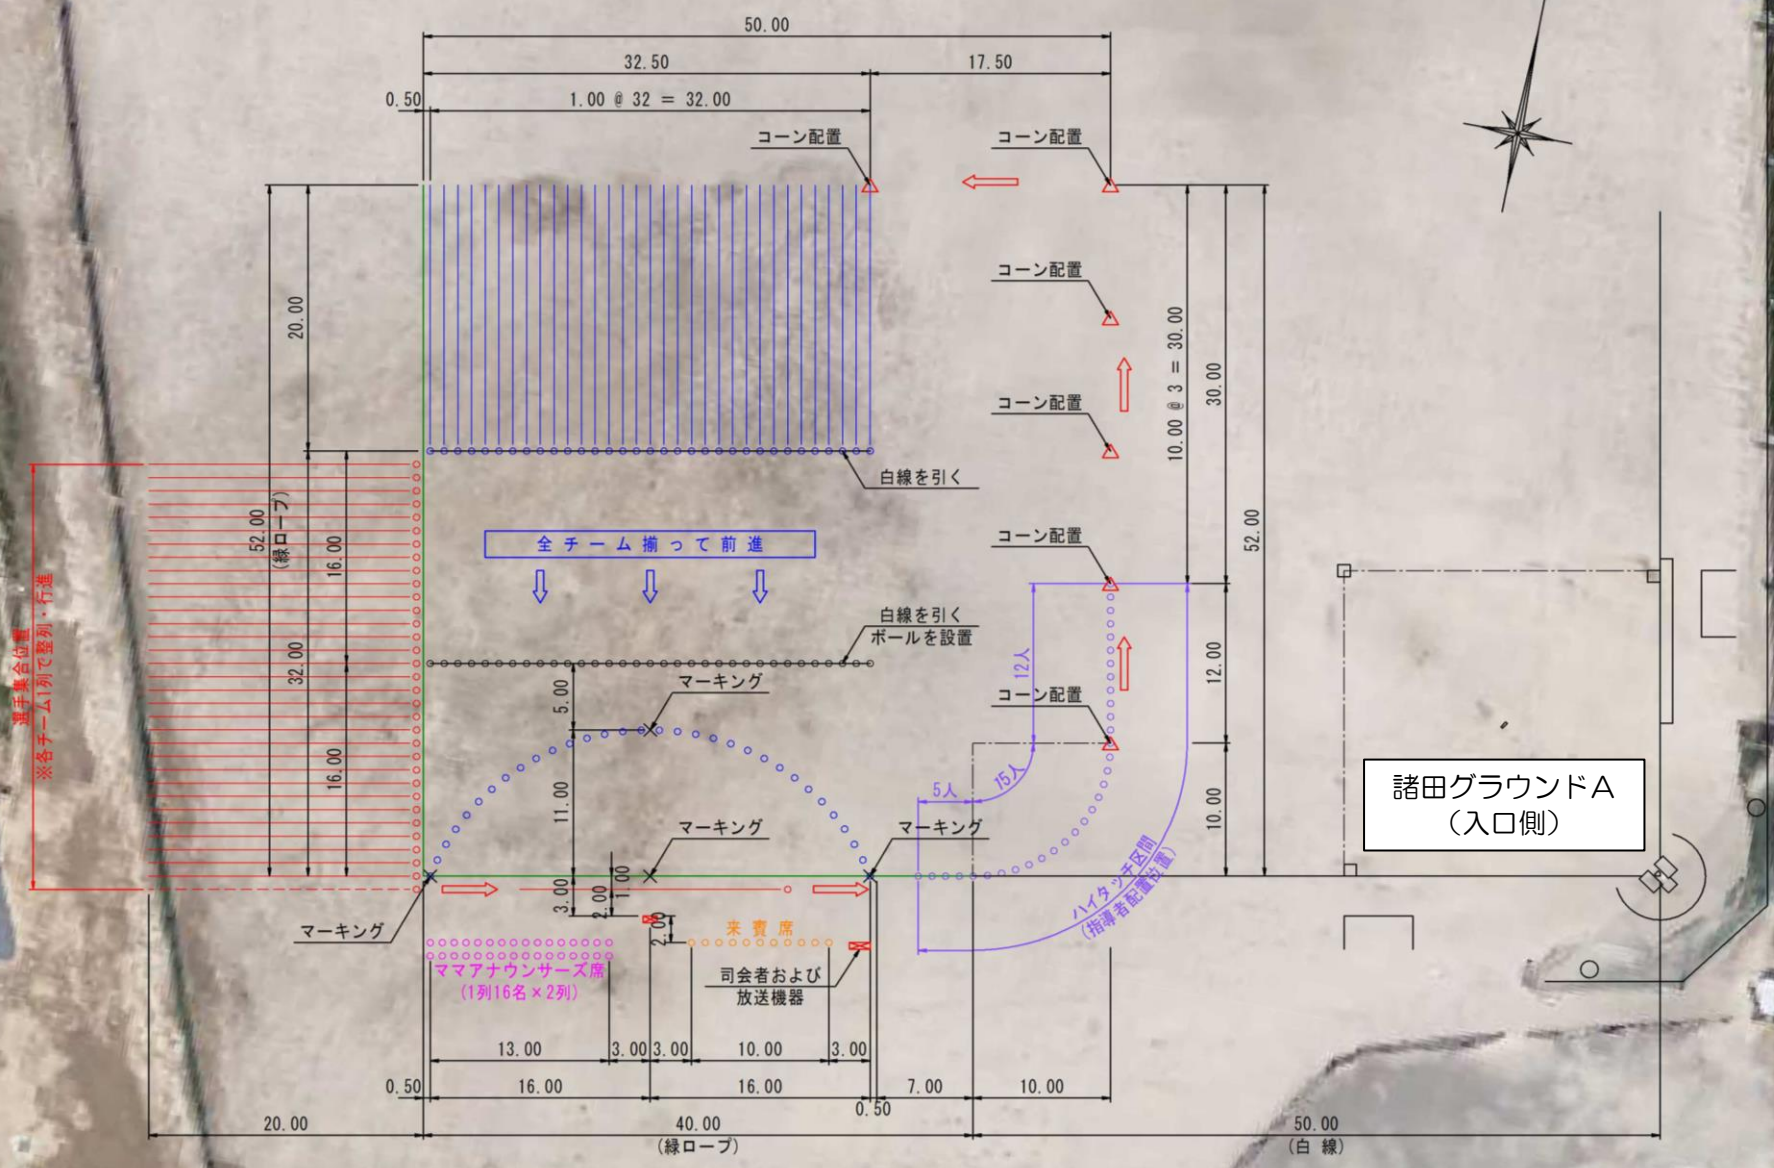 50.00
32.50
17.50
0.50
1.00 @ 32 = 32.00
コーン配置
コーン配置
コーン配置
コーン配置
コーン配置
コーン配置
20.00
52.00
(緑ロープ)
32.00
16.00
16.00
選手集合位置
※各チーム1列で整列・行進
白線を引く
全チーム揃って前進
白線を引く
ボールを設置
マーキング
5.00
11.00
マーキング
マーキング
マーキング
10.00 @ 3 = 30.00
30.00
52.00
12.00
10.00
12人
15人
5人
ハイタッチ区間
(指導者配置位置)
諸田グラウンドA
(入口側)
3.00
2.00
1.00
2.00
来賓席
ママアナウンサーズ席
(1列16名×2列)
司会者および
放送機器
13.00
3.00
3.00
10.00
3.00
0.50
16.00
16.00
0.50
7.00
10.00
20.00
40.00
(緑ロープ)
50.00
(白 線)